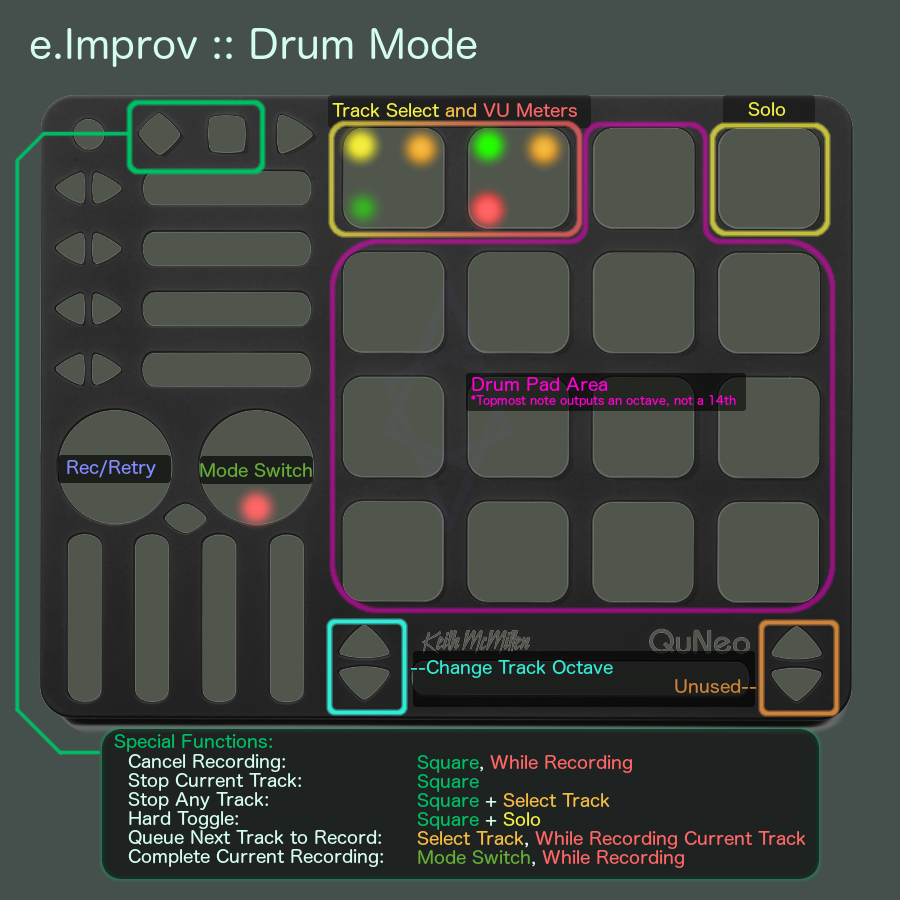 e.Improv :: Drum Mode
Track Select and VU Meters
Solo
Drum Pad Area
*Topmost note outputs an octave, not a 14th
Rec/Retry
Mode Switch
Keith McMillen
QuNeo
--Change Track Octave
Unused--
Special Functions:
Cancel Recording: Square, While Recording
Stop Current Track: Square
Stop Any Track: Square + Select Track
Hard Toggle: Square + Solo
Queue Next Track to Record: Select Track, While Recording Current Track
Complete Current Recording: Mode Switch, While Recording